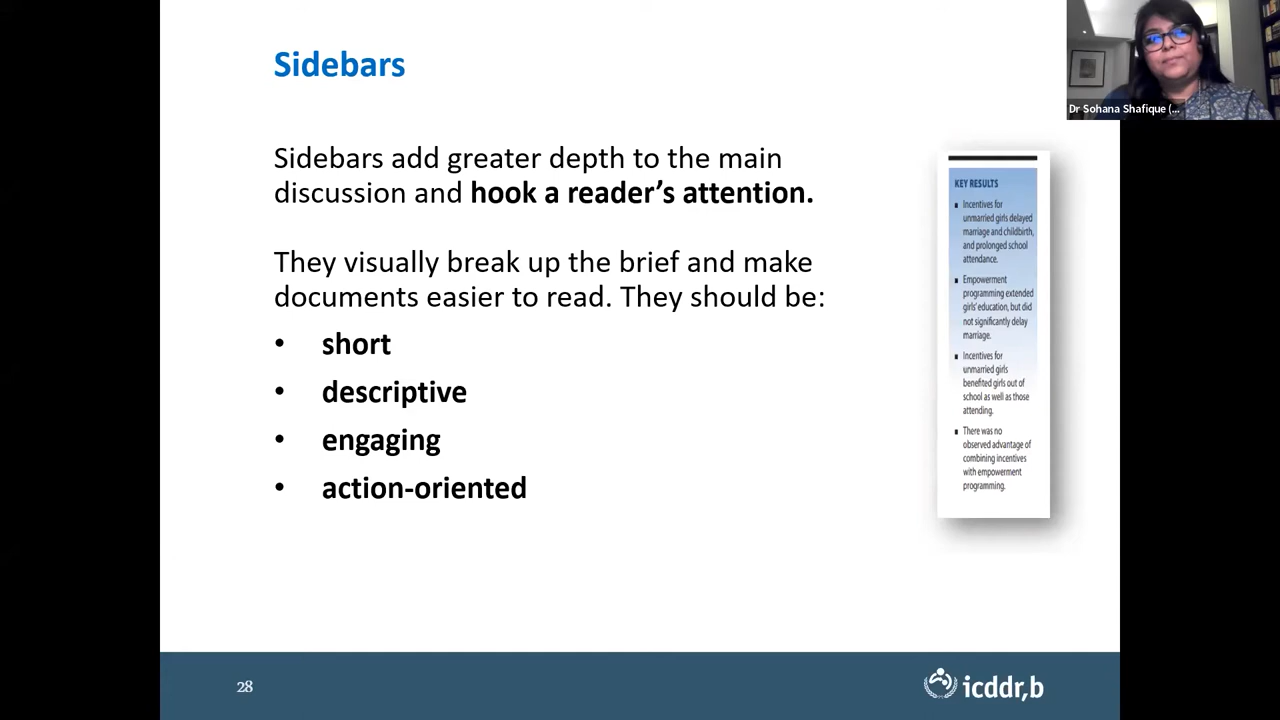 Sidebars
Dr Sohana Shafique (...
Sidebars add greater depth to the main
discussion and hook a reader's attention.
They visually break up the brief and make
documents easier to read. They should be:
• short
• descriptive
• engaging
• action-oriented
KEY RESULTS
▪ Incentives for
unmarried girls delayed
marriage and childbirth,
and prolonged school
attendance.
▪ Empowerment
programming extended
girls' education, but did
not significantly delay
marriage.
▪ Incentives for
unmarried girls
benefited girls out of
school as well as those
attending.
▪ There was no
observed advantage of
combining incentives
with empowerment
programming.
28
icddr,b